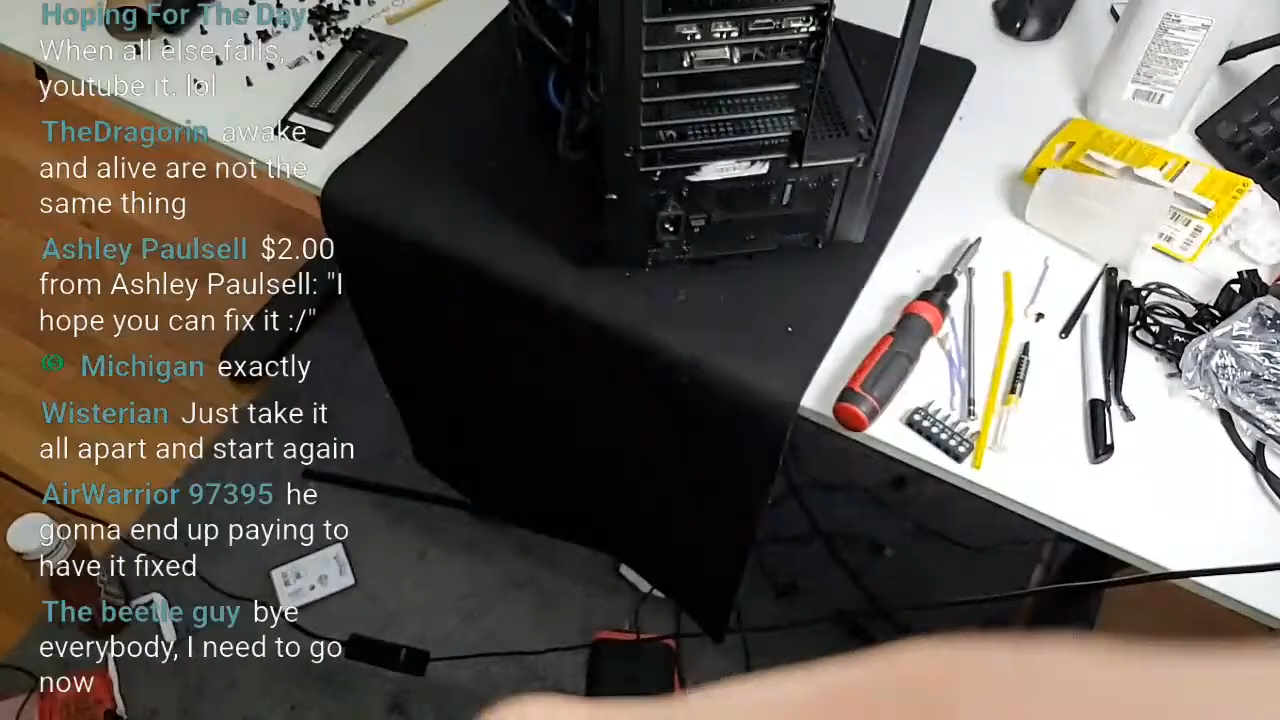 Hoping For The Day
When all else fails,
youtube it. lol
TheDragorin awake
and alive are not the
same thing
Ashley Paulsell $2.00
from Ashley Paulsell: "I
hope you can fix it :/"
Michigan exactly
Wisterian Just take it
all apart and start again
AirWarrior 97395 he
gonna end up paying to
have it fixed
The beetle guy bye
everybody, I need to go
now